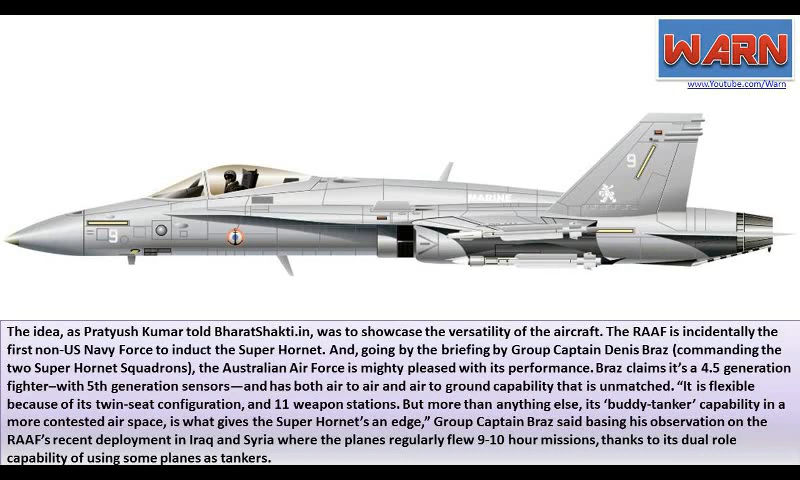 WARN
www.Youtube.com/Warn
9
MARINE
9
The idea, as Pratyush Kumar told BharatShakti.in, was to showcase the versatility of the aircraft. The RAAF is incidentally the
first non-US Navy Force to induct the Super Hornet. And, going by the briefing by Group Captain Denis Braz (commanding the
two Super Hornet Squadrons), the Australian Air Force is mighty pleased with its performance. Braz claims it’s a 4.5 generation
fighter–with 5th generation sensors—and has both air to air and air to ground capability that is unmatched. “It is flexible
because of its twin-seat configuration, and 11 weapon stations. But more than anything else, its ‘buddy-tanker’ capability in a
more contested air space, is what gives the Super Hornet’s an edge,” Group Captain Braz said basing his observation on the
RAAF’s recent deployment in Iraq and Syria where the planes regularly flew 9-10 hour missions, thanks to its dual role
capability of using some planes as tankers.